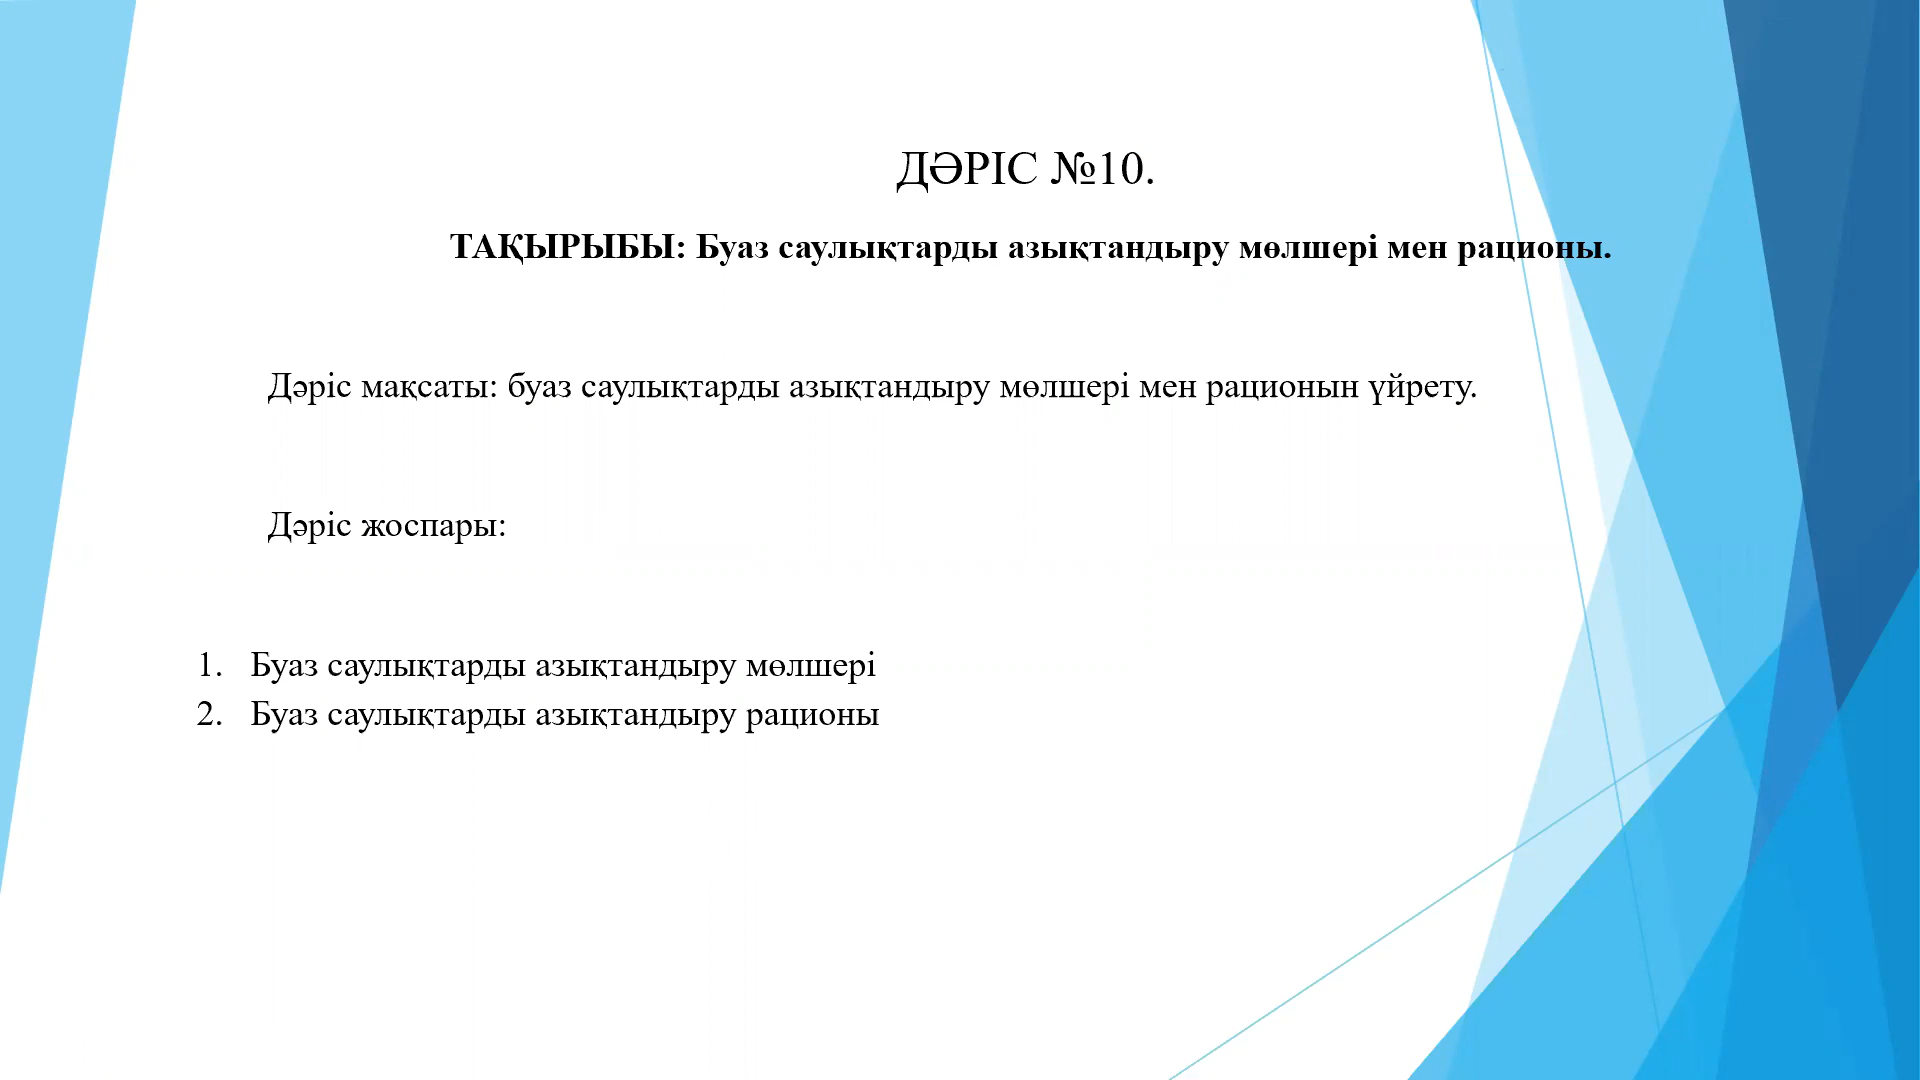 ДӘРІС №10.
ТАҚЫРЫБЫ: Буаз саулықтарды азықтандыру мөлшері мен рационы.
Дәріс мақсаты: буаз саулықтарды азықтандыру мөлшері мен рационын үйрету.
Дәріс жоспары:
1. Буаз саулықтарды азықтандыру мөлшері
2. Буаз саулықтарды азықтандыру рационы